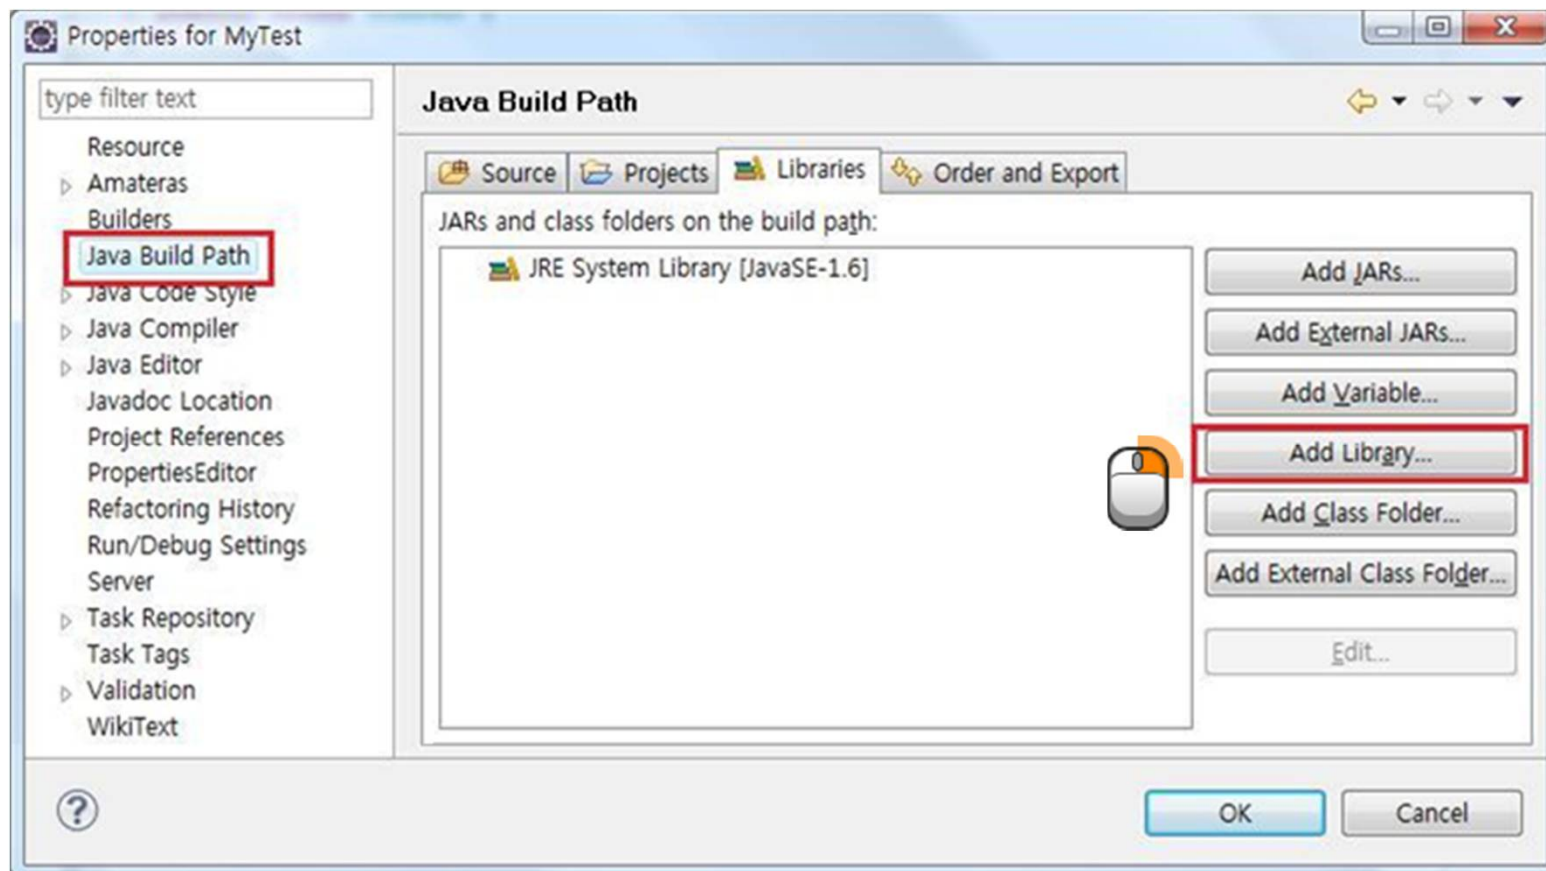 Properties for MyTest
type filter text
Resource
Amateras
Builders
Java Build Path
Java Code Style
Java Compiler
Java Editor
Javadoc Location
Project References
PropertiesEditor
Refactoring History
Run/Debug Settings
Server
Task Repository
Task Tags
Validation
WikiText
Java Build Path
Source Projects Libraries Order and Export
JARs and class folders on the build path:
JRE System Library [JavaSE-1.6]
Add JARs...
Add External JARs...
Add Variable...
Add Library...
Add Class Folder...
Add External Class Folder...
Edit...
OK Cancel